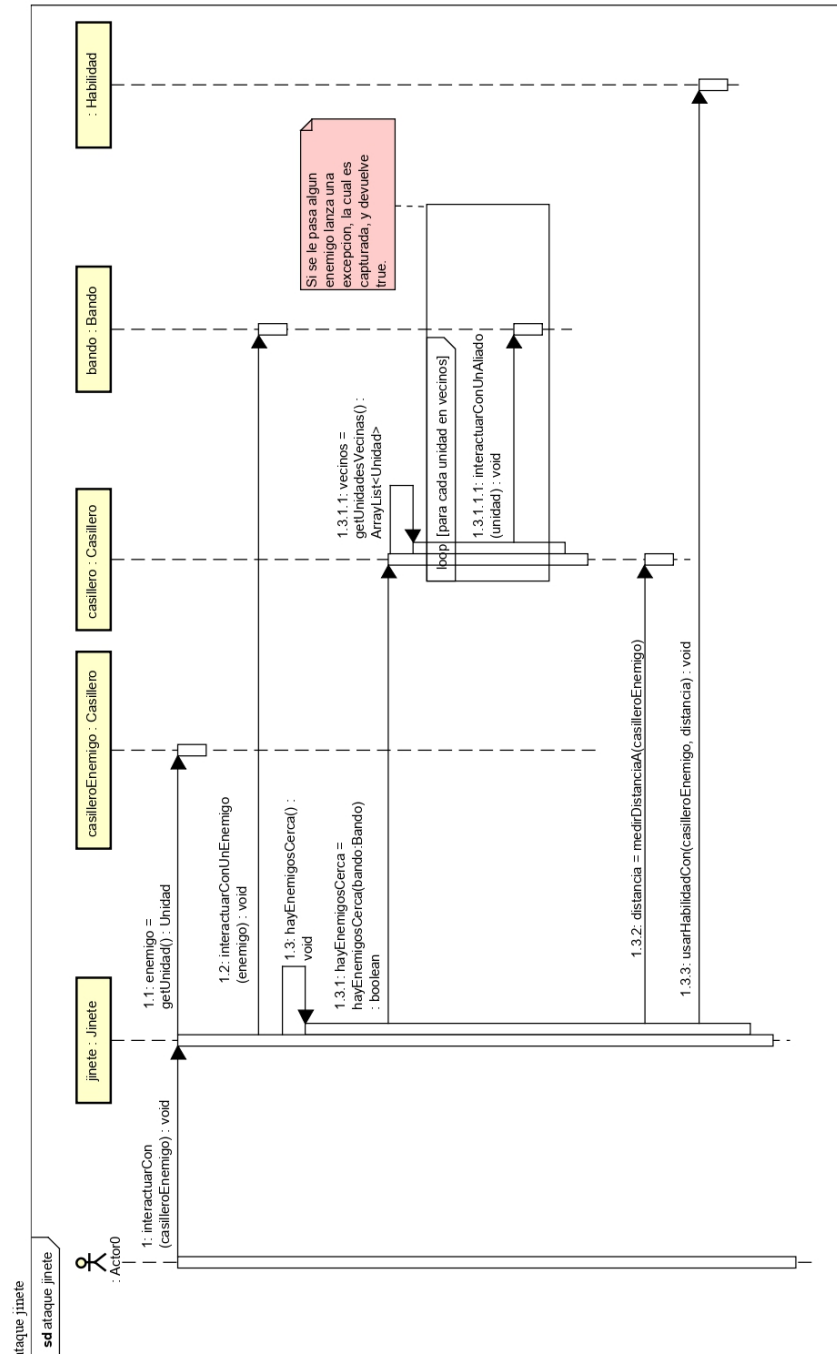 ataque jinete
sd ataque jinete
: Actor0
jinete : Jinete
casilleroEnemigo : Casillero
casillero : Casillero
bando : Bando
: Habilidad
1: interactuarCon
(casilleroEnemigo) : void
1.1: enemigo =
getUnidad() : Unidad
1.2: interactuarConUnEnemigo
(enemigo) : void
1.3: hayEnemigosCerca() :
void
1.3.1: hayEnemigosCerca =
hayEnemigosCerca(bando:Bando)
: boolean
1.3.1.1: vecinos =
getUnidadesVecinas() :
ArrayList<Unidad>
loop [para cada unidad en vecinos]
Si se le pasa algun
enemigo lanza una
excepcion, la cual es
capturada, y devuelve
true.
1.3.1.1.1: interactuarConUnAliado
(unidad) : void
1.3.2: distancia = medirDistanciaA(casilleroEnemigo)
1.3.3: usarHabilidadCon(casilleroEnemigo, distancia) : void